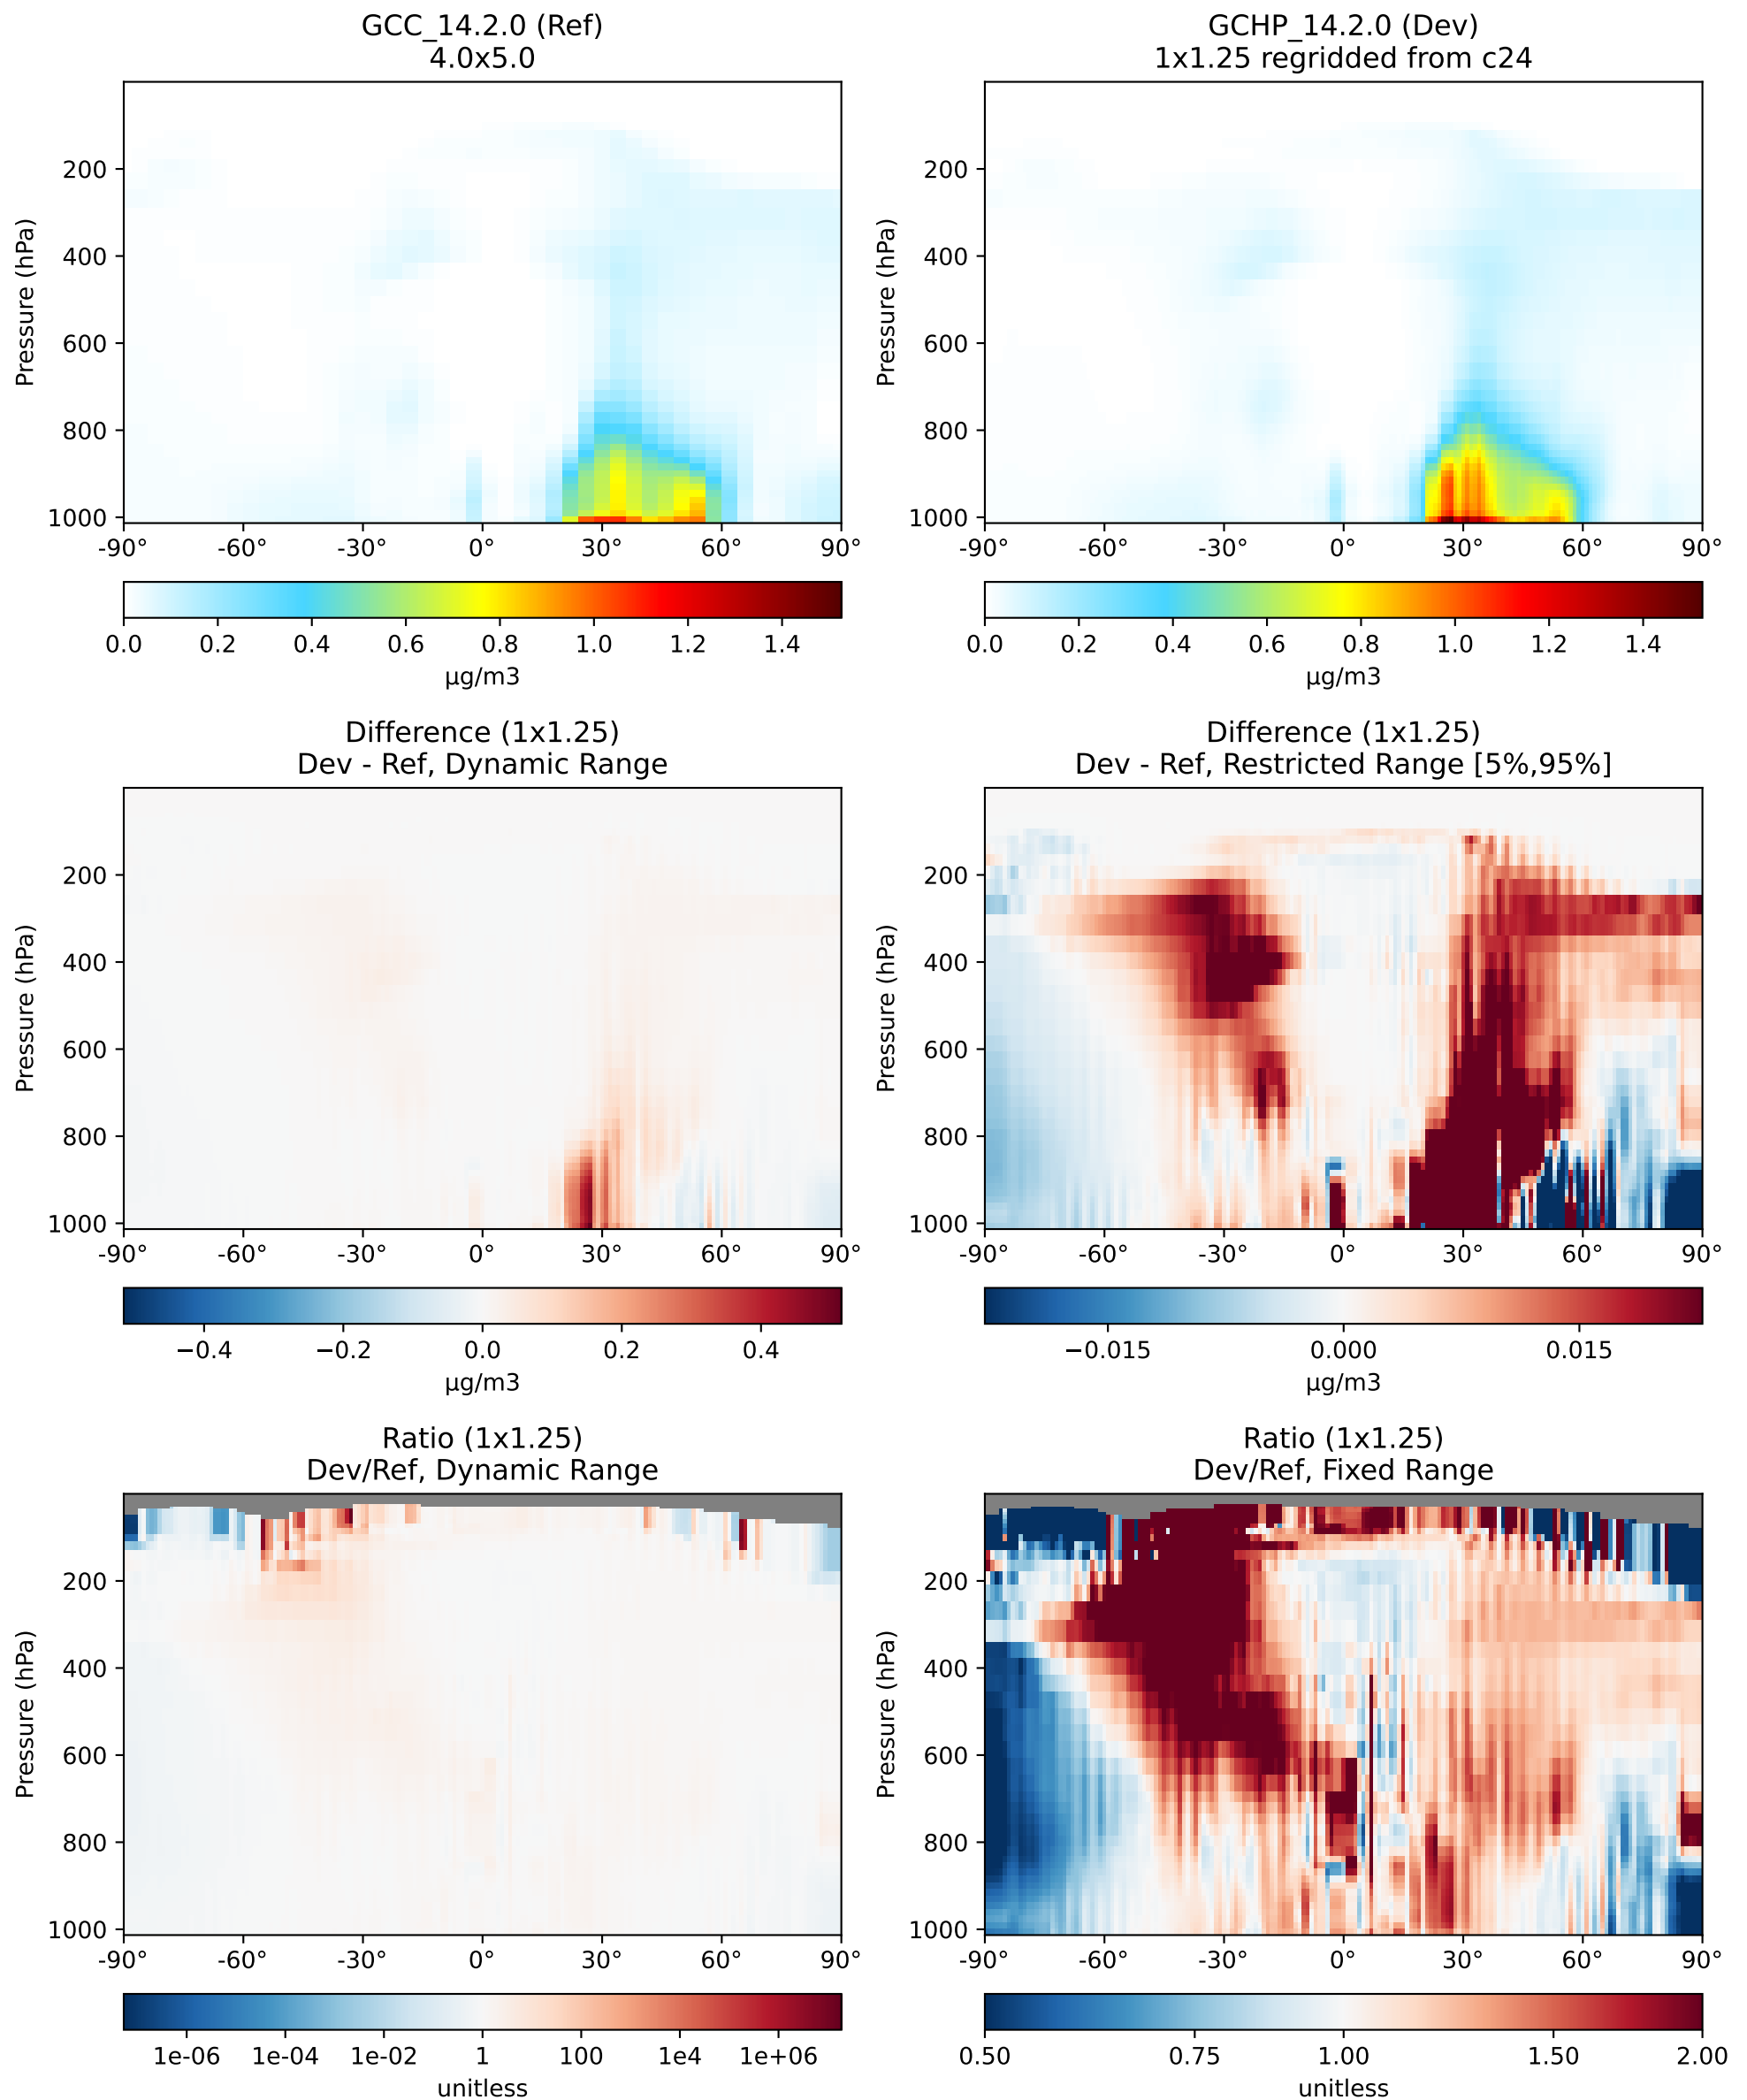 GCC_14.2.0 (Ref)
4.0x5.0
Pressure (hPa)
200
400
600
800
1000
-90° -60° -30° 0° 30° 60° 90°
0.0 0.2 0.4 0.6 0.8 1.0 1.2 1.4
μg/m3
GCHP_14.2.0 (Dev)
1x1.25 regridded from c24
Pressure (hPa)
200
400
600
800
1000
-90° -60° -30° 0° 30° 60° 90°
0.0 0.2 0.4 0.6 0.8 1.0 1.2 1.4
μg/m3
Difference (1x1.25)
Dev - Ref, Dynamic Range
Pressure (hPa)
200
400
600
800
1000
-90° -60° -30° 0° 30° 60° 90°
−0.4 −0.2 0.0 0.2 0.4
μg/m3
Difference (1x1.25)
Dev - Ref, Restricted Range [5%,95%]
Pressure (hPa)
200
400
600
800
1000
-90° -60° -30° 0° 30° 60° 90°
−0.015 0.000 0.015
μg/m3
Ratio (1x1.25)
Dev/Ref, Dynamic Range
Pressure (hPa)
200
400
600
800
1000
-90° -60° -30° 0° 30° 60° 90°
1e-06 1e-04 1e-02 1 100 1e4 1e+06
unitless
Ratio (1x1.25)
Dev/Ref, Fixed Range
Pressure (hPa)
200
400
600
800
1000
-90° -60° -30° 0° 30° 60° 90°
0.50 0.75 1.00 1.50 2.00
unitless